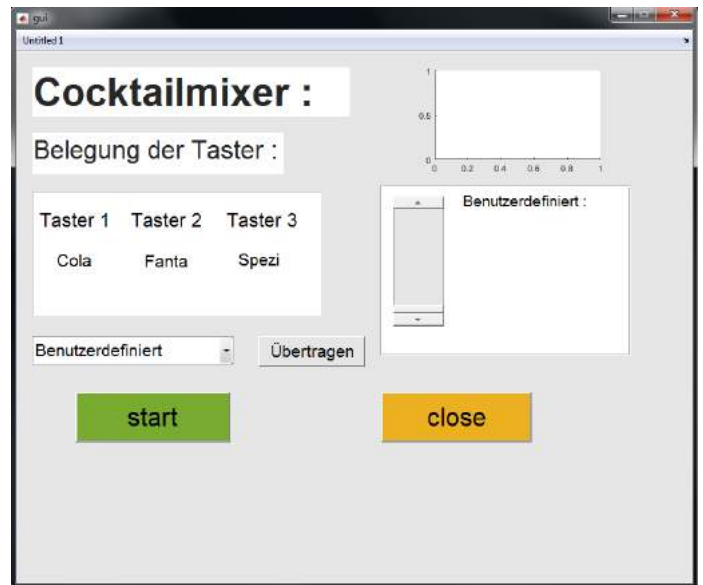 gui
Untitled 1
Cocktailmixer :
Belegung der Taster :
1
0.5
0
0 0.2 0.4 0.6 0.8 1
Taster 1 Taster 2 Taster 3
Cola Fanta Spezi
Benutzerdefiniert :
Benutzerdefiniert
Übertragen
start
close